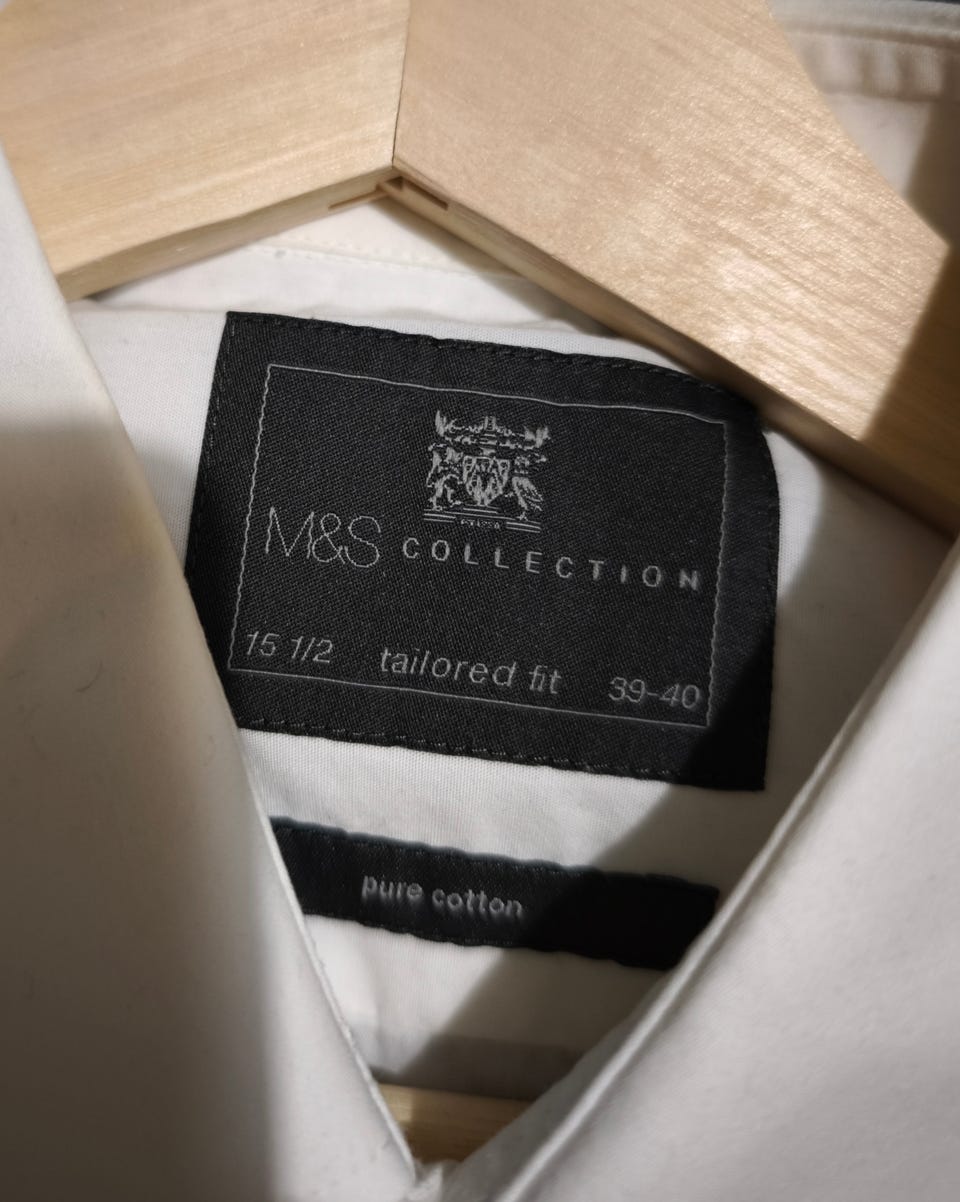 M&S COLLECTION
15 1/2 tailored fit 39-40
pure cotton